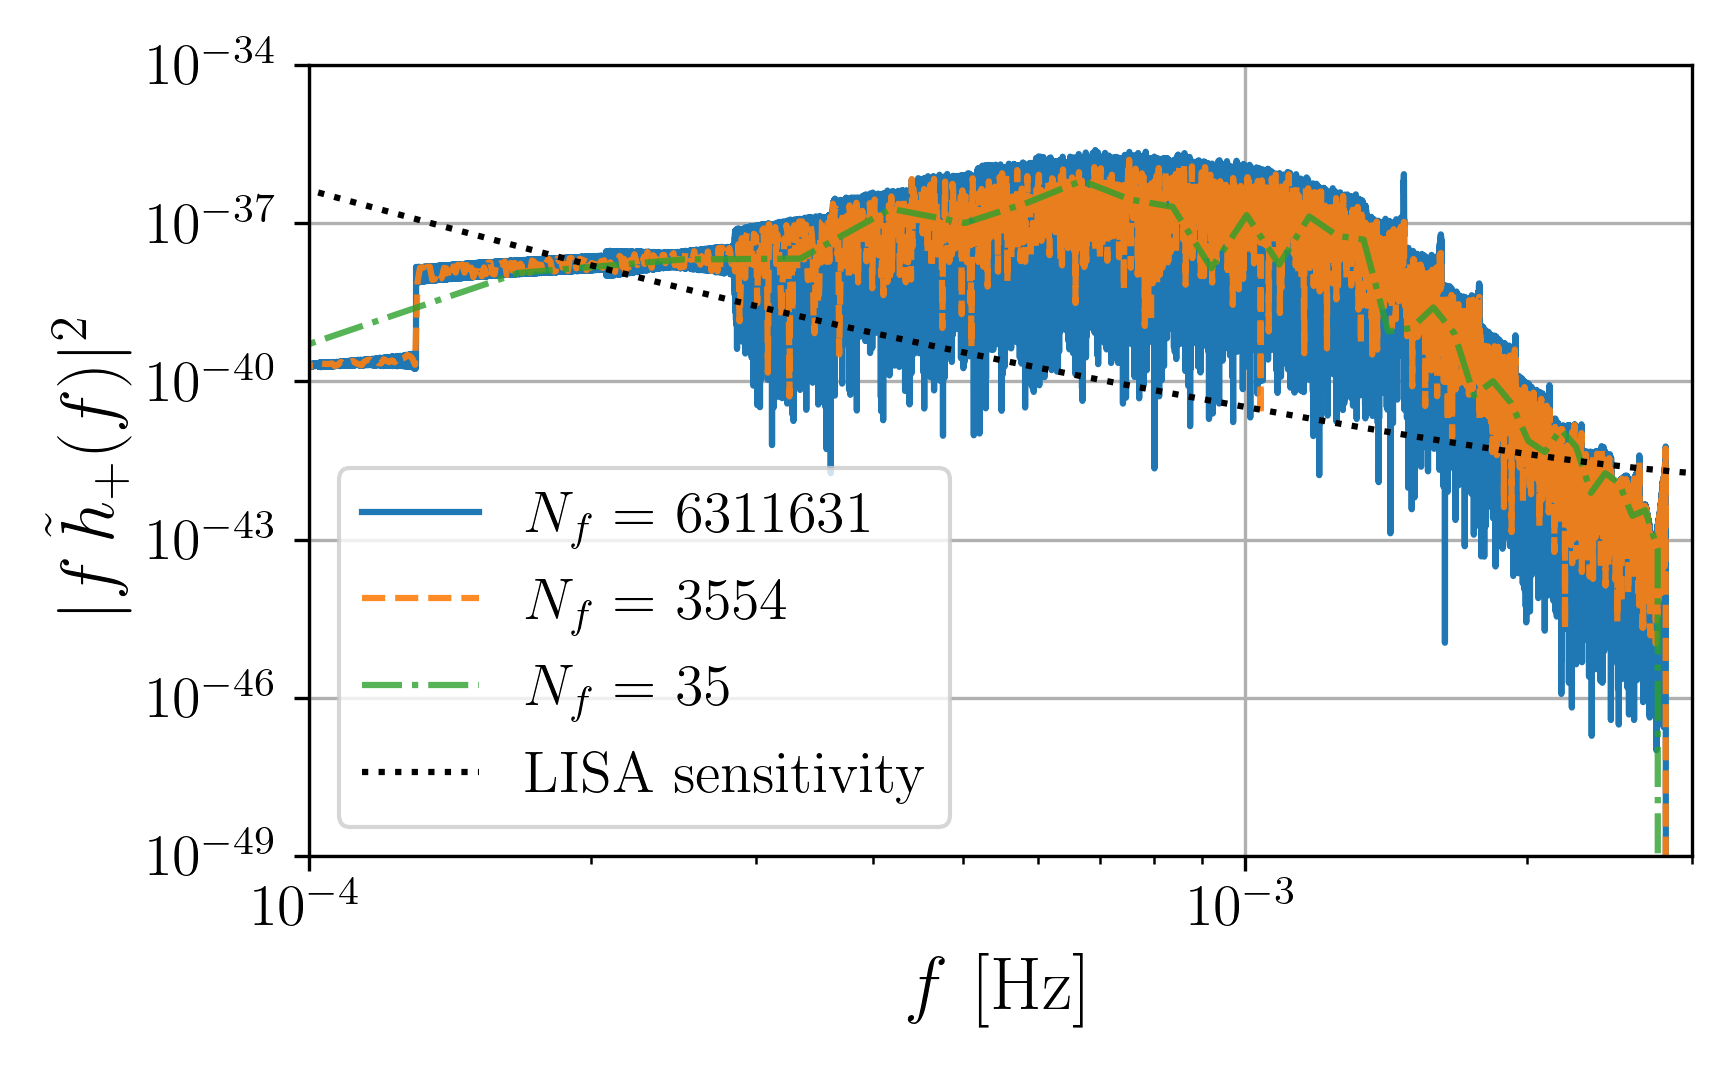 10⁻³⁴
10⁻³⁷
10⁻⁴⁰
10⁻⁴³
10⁻⁴⁶
10⁻⁴⁹
|f h̃₊(f)|²
N_f = 6311631
N_f = 3554
N_f = 35
LISA sensitivity
10⁻⁴ 10⁻³
f [Hz]